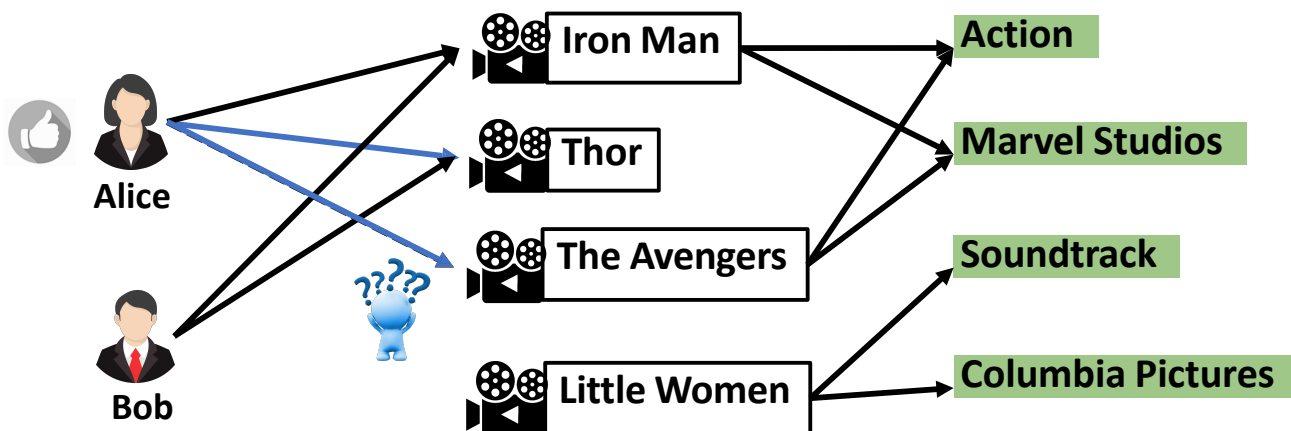 Iron Man
Action
Thor
Marvel Studios
Alice
The Avengers
Soundtrack
?????
Little Women
Columbia Pictures
Bob